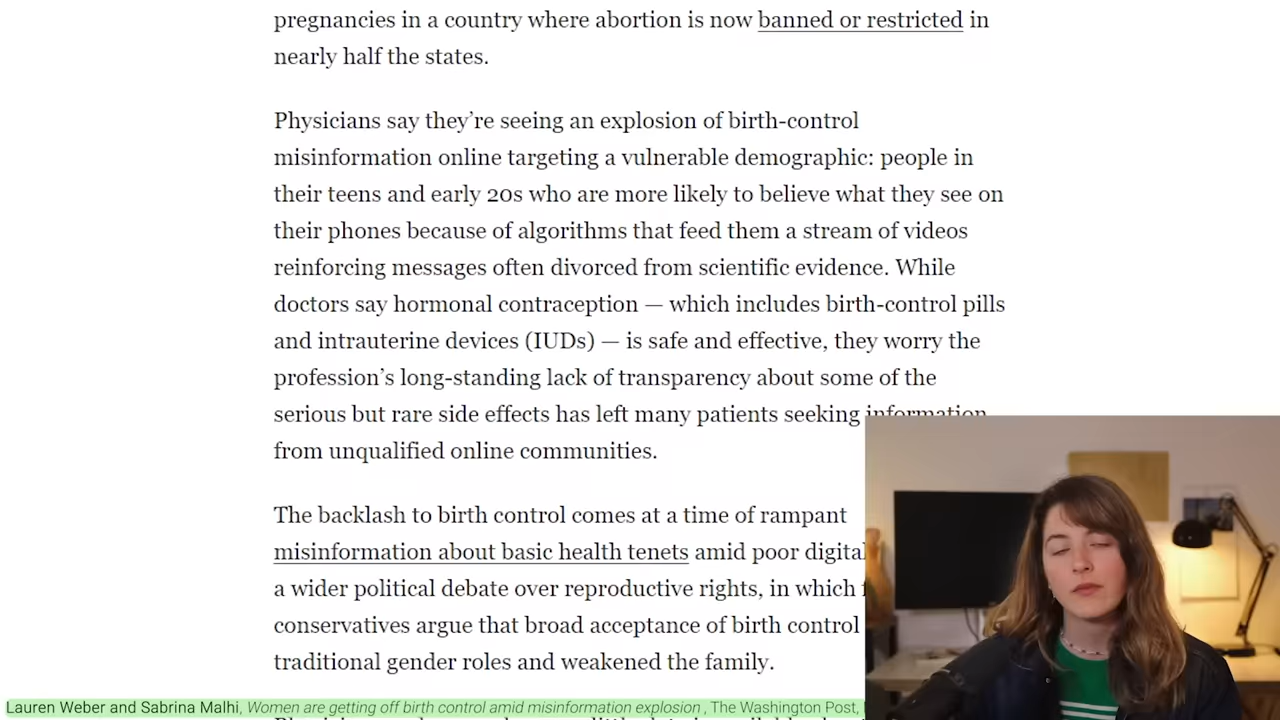 pregnancies in a country where abortion is now banned or restricted in
nearly half the states.
Physicians say they’re seeing an explosion of birth-control
misinformation online targeting a vulnerable demographic: people in
their teens and early 20s who are more likely to believe what they see on
their phones because of algorithms that feed them a stream of videos
reinforcing messages often divorced from scientific evidence. While
doctors say hormonal contraception — which includes birth-control pills
and intrauterine devices (IUDs) — is safe and effective, they worry the
profession’s long-standing lack of transparency about some of the
serious but rare side effects has left many patients seeking information
from unqualified online communities.
The backlash to birth control comes at a time of rampant
misinformation about basic health tenets amid poor digital
a wider political debate over reproductive rights, in which
conservatives argue that broad acceptance of birth control
traditional gender roles and weakened the family.
Lauren Weber and Sabrina Malhi, Women are getting off birth control amid misinformation explosion, The Washington Post,